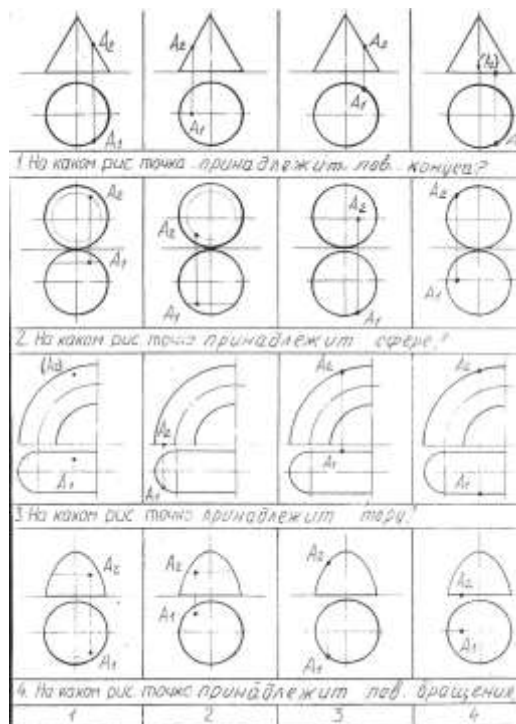 A₂ A₂ A₂ (A₂)
A₁ A₁ A₁ A
1 На каком рис точка принадлежит пов. конуса?
A₂ A₂ A₂ A₂
A₁ A₁ A₁ A₁
2. На каком рис точка принадлежит сфере?
(A₂) A₂ A₂ A₂
A₁ A₁ A₁ A₁
3. На каком рис точка принадлежит тору?
A₂ A₂ A₂ A₂
A₁ A₁ A₁ A₁
4. На каком рис точка принадлежит пов. вращения
1 2 3 4